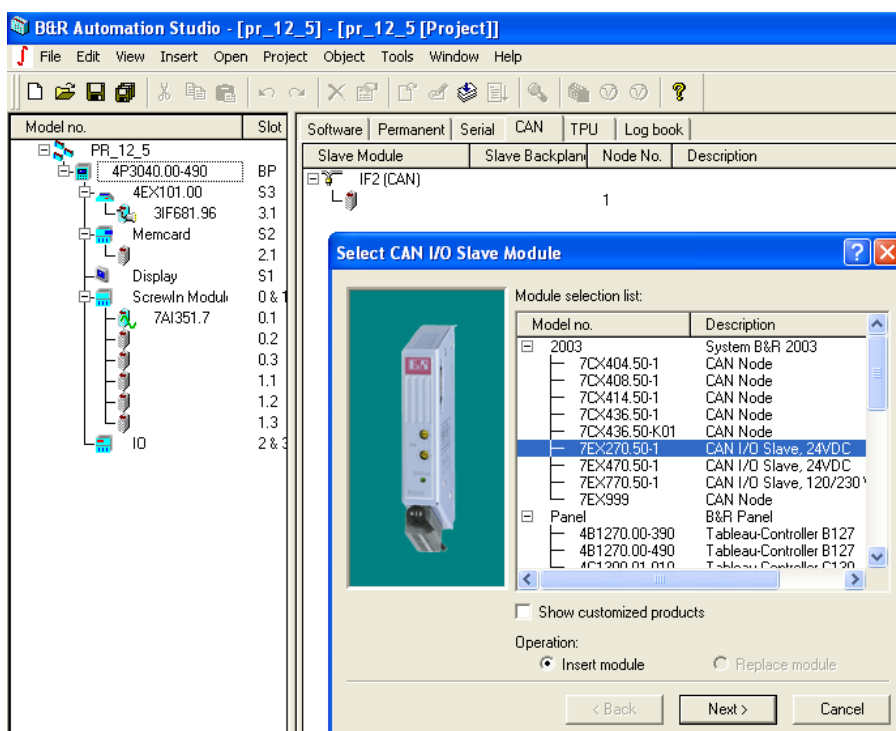 B&R Automation Studio - [pr_12_5] - [pr_12_5 [Project]]
File Edit View Insert Open Project Object Tools Window Help
Model no. Slot
PR_12_5
4P3040.00-490 BP
4EX101.00 S3
3IF681.96 3.1
Memcard S2
2.1
Display S1
ScrewIn Modul 0 & 1
7AI351.7 0.1
0.2
0.3
1.1
1.2
1.3
IO 2 & 3
Software Permanent Serial CAN TPU Log book
Slave Module Slave Backplan Node No. Description
IF2 (CAN)
1
Select CAN I/O Slave Module
B&R
Module selection list:
Model no. Description
2003 System B&R 2003
7CX404.50-1 CAN Node
7CX408.50-1 CAN Node
7CX414.50-1 CAN Node
7CX436.50-1 CAN Node
7CX436.50-K01 CAN Node
7EX270.50-1 CAN I/O Slave, 24VDC
7EX470.50-1 CAN I/O Slave, 24VDC
7EX770.50-1 CAN I/O Slave, 120/230 V
7EX999 CAN Node
Panel B&R Panel
4B1270.00-390 Tableau-Controller B127
4B1270.00-490 Tableau-Controller B127
4C1300.01-010 Tableau Controller C130
Show customized products
Operation:
Insert module Replace module
< Back Next > Cancel